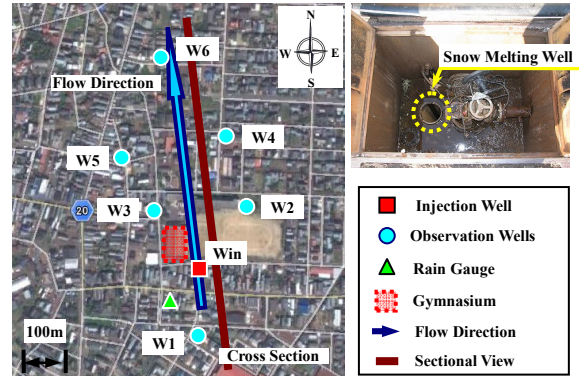 N
W E
S
W6
Flow Direction
W4
W5
20
W3
W2
Win
W1
100m
Cross Section
Snow Melting Well
Injection Well
Observation Wells
Rain Gauge
Gymnasium
Flow Direction
Sectional View